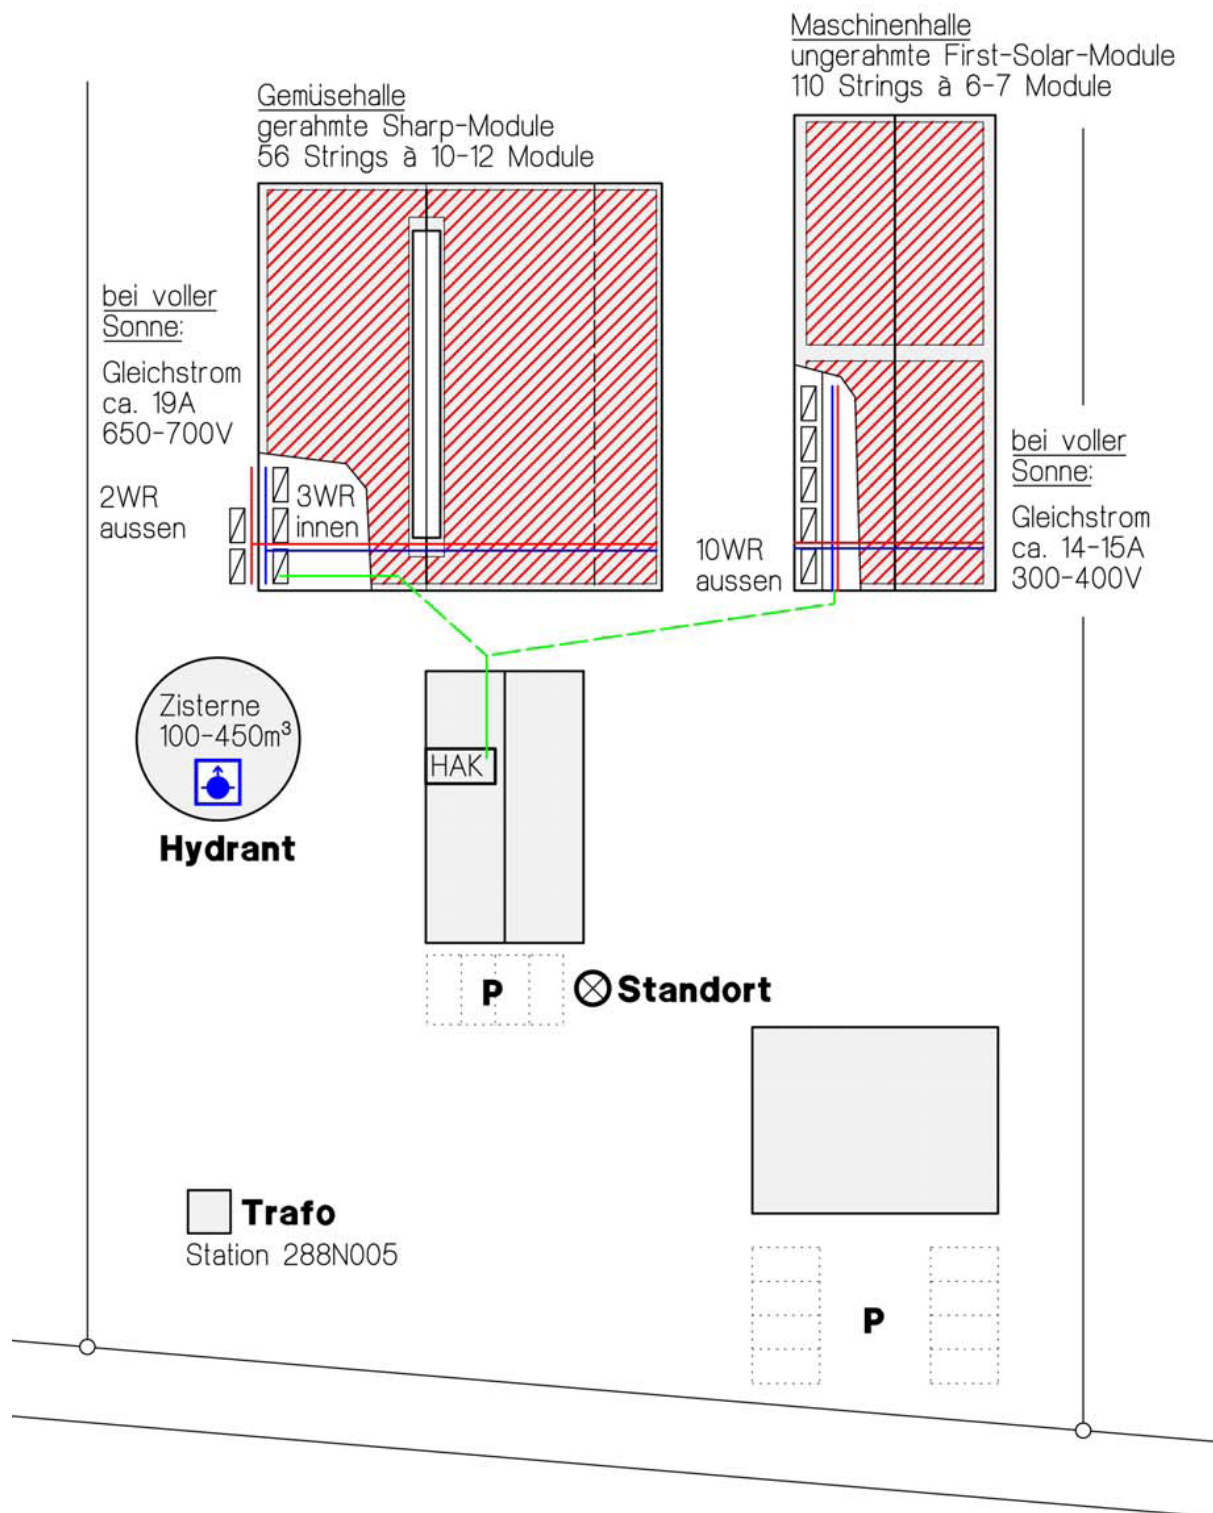 Maschinenhalle
ungerahmte First-Solar-Module
110 Strings à 6-7 Module
Gemüsehalle
gerahmte Sharp-Module
56 Strings à 10-12 Module
bei voller
Sonne:
Gleichstrom
ca. 19A
650-700V
2WR
aussen
3WR
innen
10WR
aussen
bei voller
Sonne:
Gleichstrom
ca. 14-15A
300-400V
Zisterne
100-450m³
Hydrant
HAK
P
Standort
Trafo
Station 288N005
P